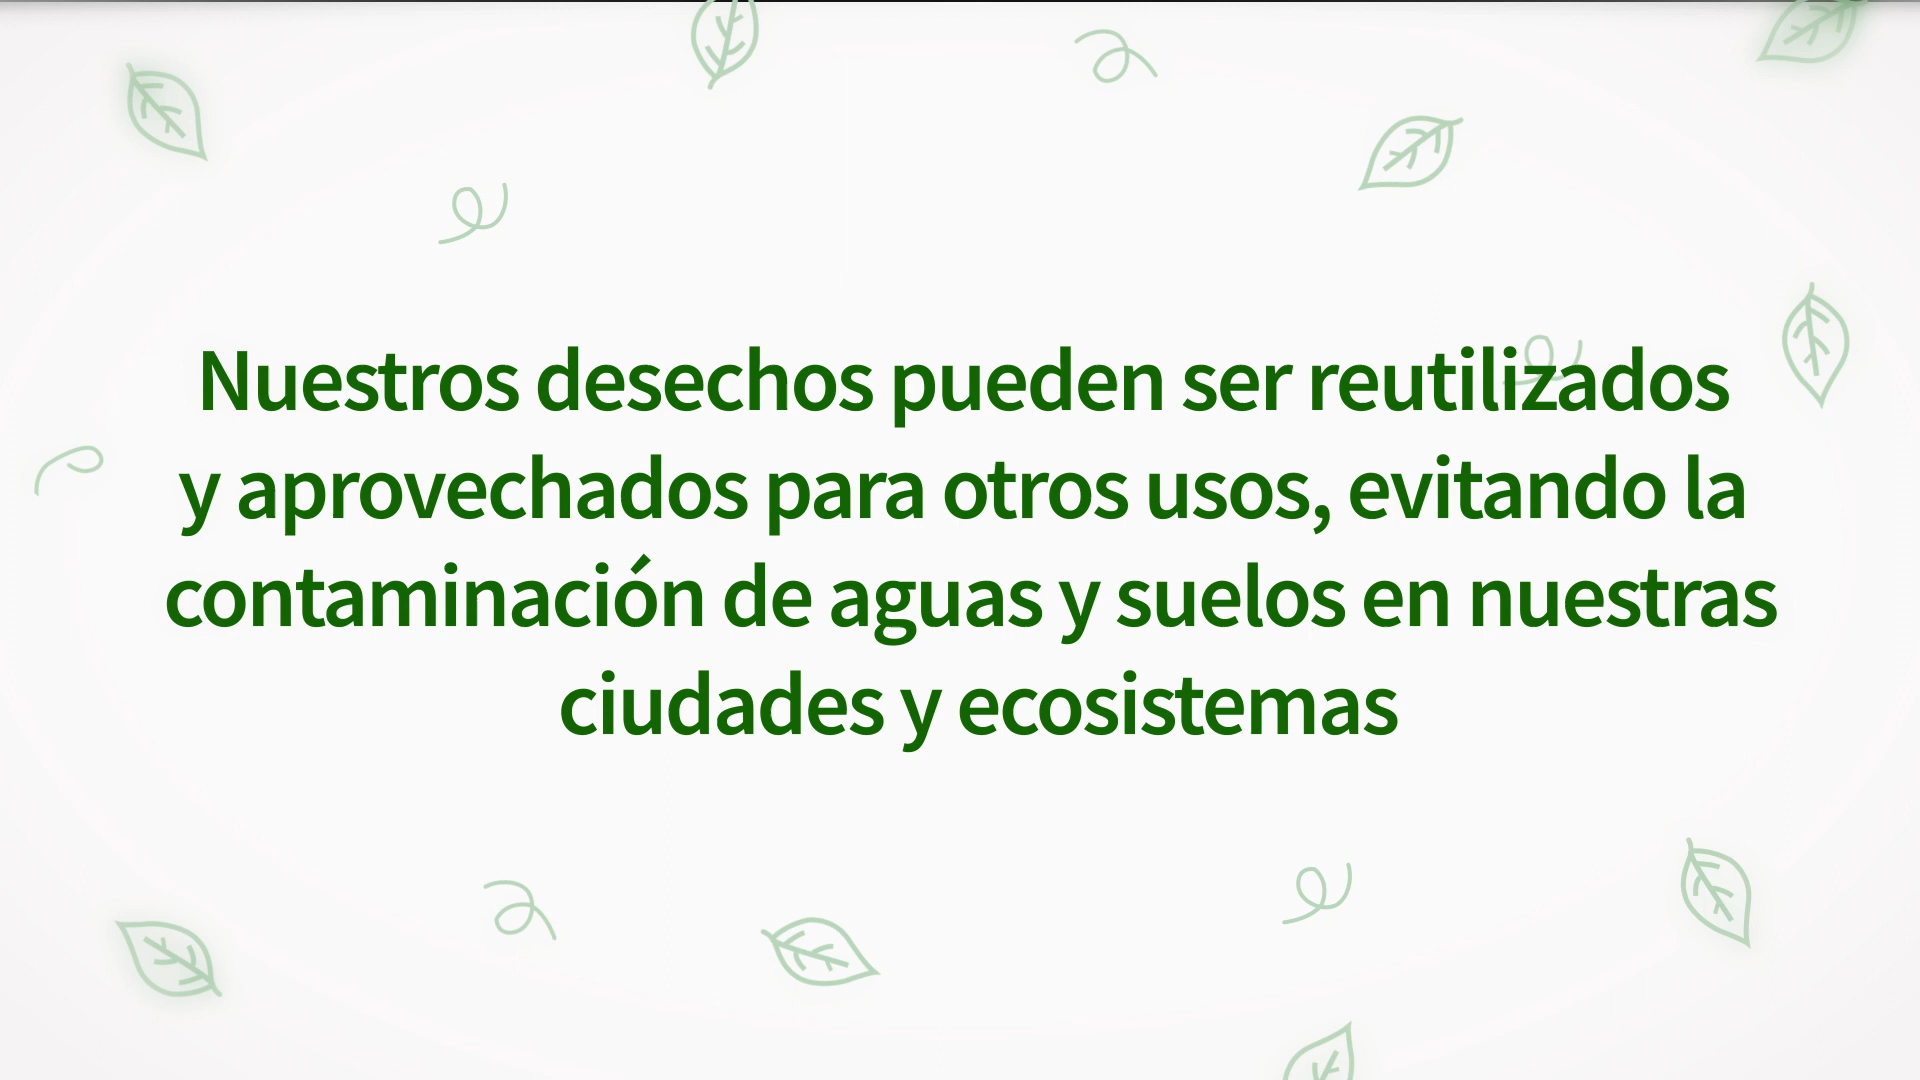 Nuestros desechos pueden ser reutilizados
y aprovechados para otros usos, evitando la
contaminación de aguas y suelos en nuestras
ciudades y ecosistemas